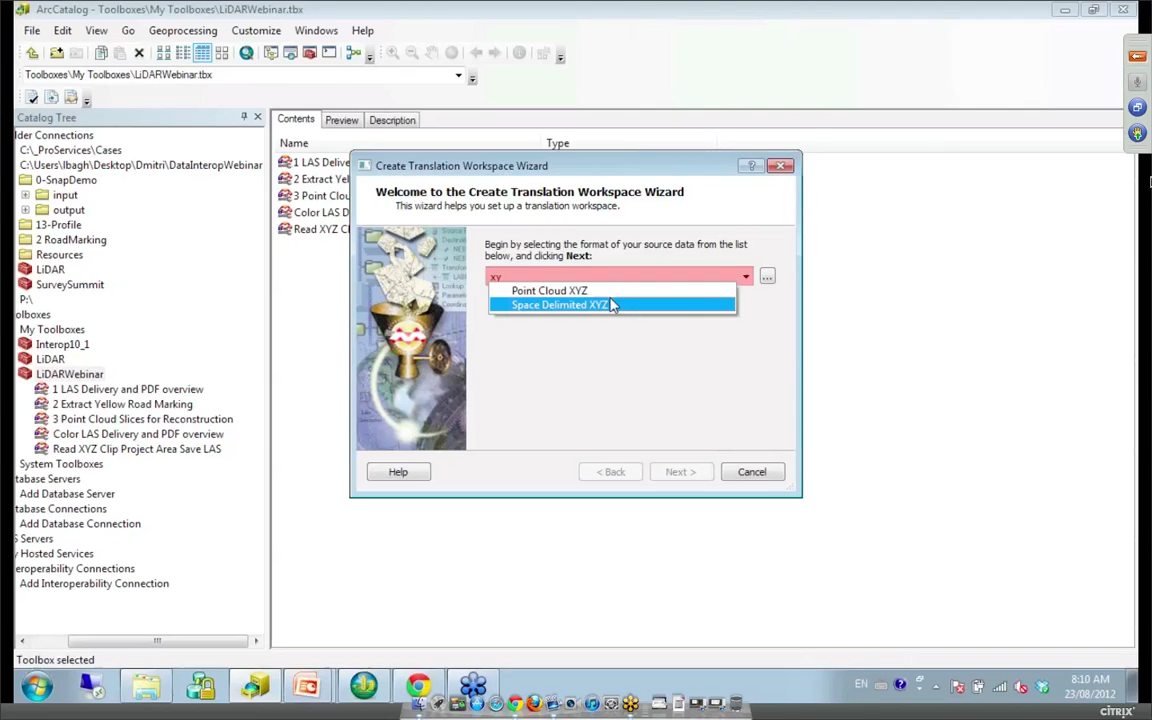 ArcCatalog - Toolboxes\My Toolboxes\LiDARWebinar.tbx
File Edit View Go Geoprocessing Customize Windows Help
Toolboxes\My Toolboxes\LiDARWebinar.tbx
Catalog Tree
Contents Preview Description
Name Type
lder Connections
C:\_ProServices\Cases
C:\Users\lbagh\Desktop\Dmitri\DataInteropWebinar
0-SnapDemo
input
output
13-Profile
2 RoadMarking
Resources
LiDAR
SurveySummit
P:\
olboxes
My Toolboxes
Interop10_1
LiDAR
LiDARWebinar
1 LAS Delivery and PDF overview
2 Extract Yellow Road Marking
3 Point Cloud Slices for Reconstruction
Color LAS Delivery and PDF overview
Read XYZ Clip Project Area Save LAS
System Toolboxes
tabase Servers
Add Database Server
tabase Connections
Add Database Connection
S Servers
y Hosted Services
eroperability Connections
Add Interoperability Connection
1 LAS Delive
2 Extract Ye
3 Point Clou
Color LAS D
Read XYZ Cl
Create Translation Workspace Wizard
Welcome to the Create Translation Workspace Wizard
This wizard helps you set up a translation workspace.
Begin by selecting the format of your source data from the list
below, and clicking Next:
xy
...
Point Cloud XYZ
Space Delimited XYZ
Help < Back Next > Cancel
Toolbox selected
EN
8:10 AM
23/08/2012
CITRIX